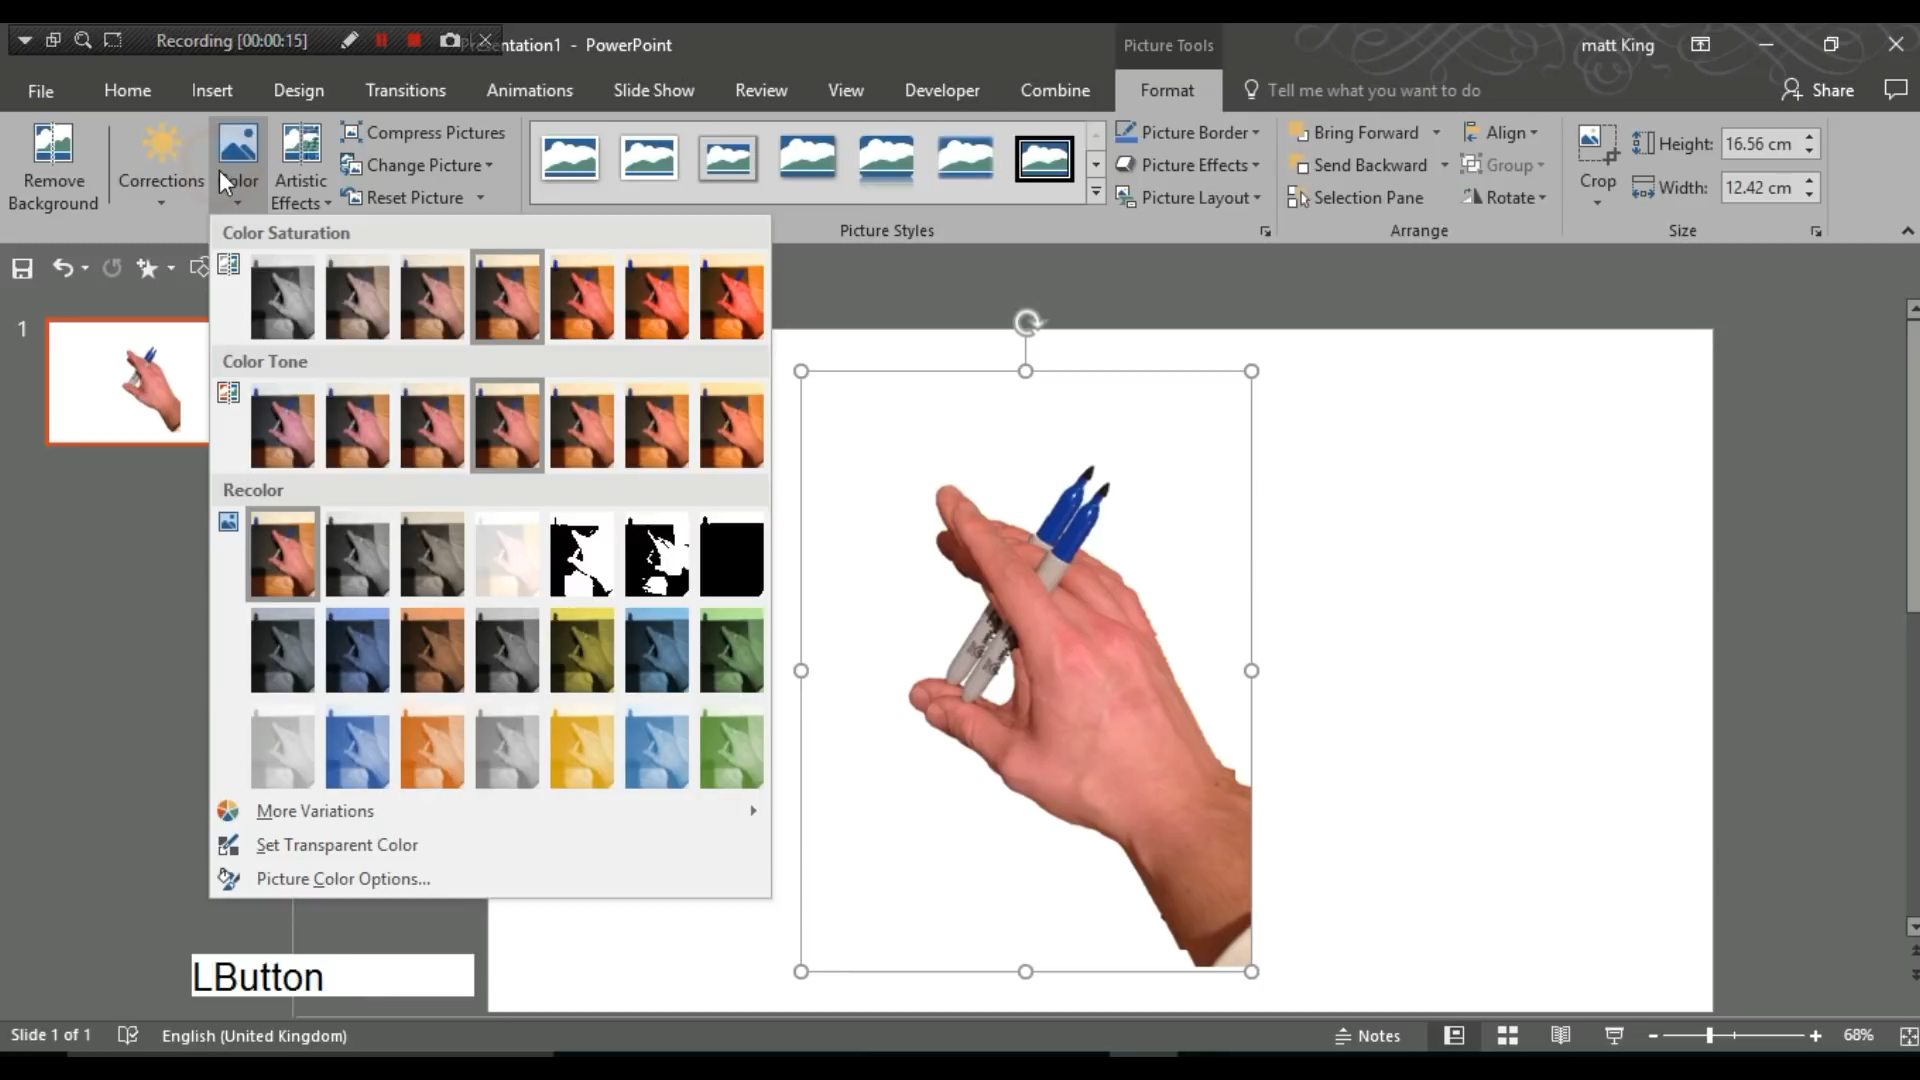 Recording [00:00:15]
ntation1 - PowerPoint
Picture Tools
matt King
File
Home
Insert
Design
Transitions
Animations
Slide Show
Review
View
Developer
Combine
Format
Tell me what you want to do
Share
Remove
Background
Corrections
Artistic
Effects
Compress Pictures
Change Picture
Reset Picture
Picture Border
Picture Effects
Picture Layout
Bring Forward
Send Backward
Selection Pane
Align
Group
Rotate
Crop
Height: 16.56 cm
Width: 12.42 cm
Picture Styles
Arrange
Size
Color Saturation
Color Tone
Recolor
More Variations
Set Transparent Color
Picture Color Options...
1
LButton
Slide 1 of 1
English (United Kingdom)
Notes
68%